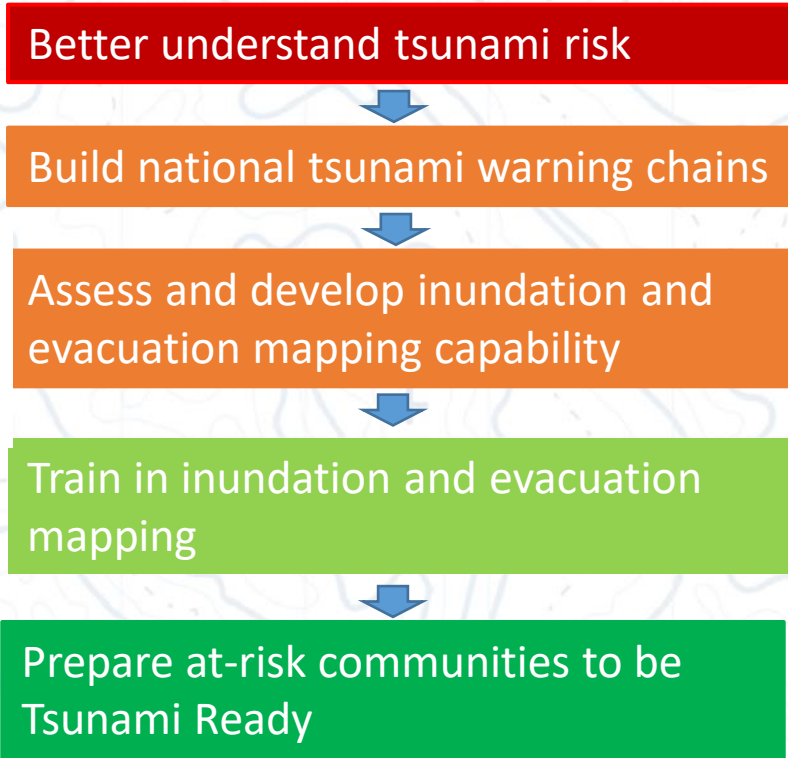 Better understand tsunami risk
Build national tsunami warning chains
Assess and develop inundation and
evacuation mapping capability
Train in inundation and evacuation
mapping
Prepare at-risk communities to be
Tsunami Ready